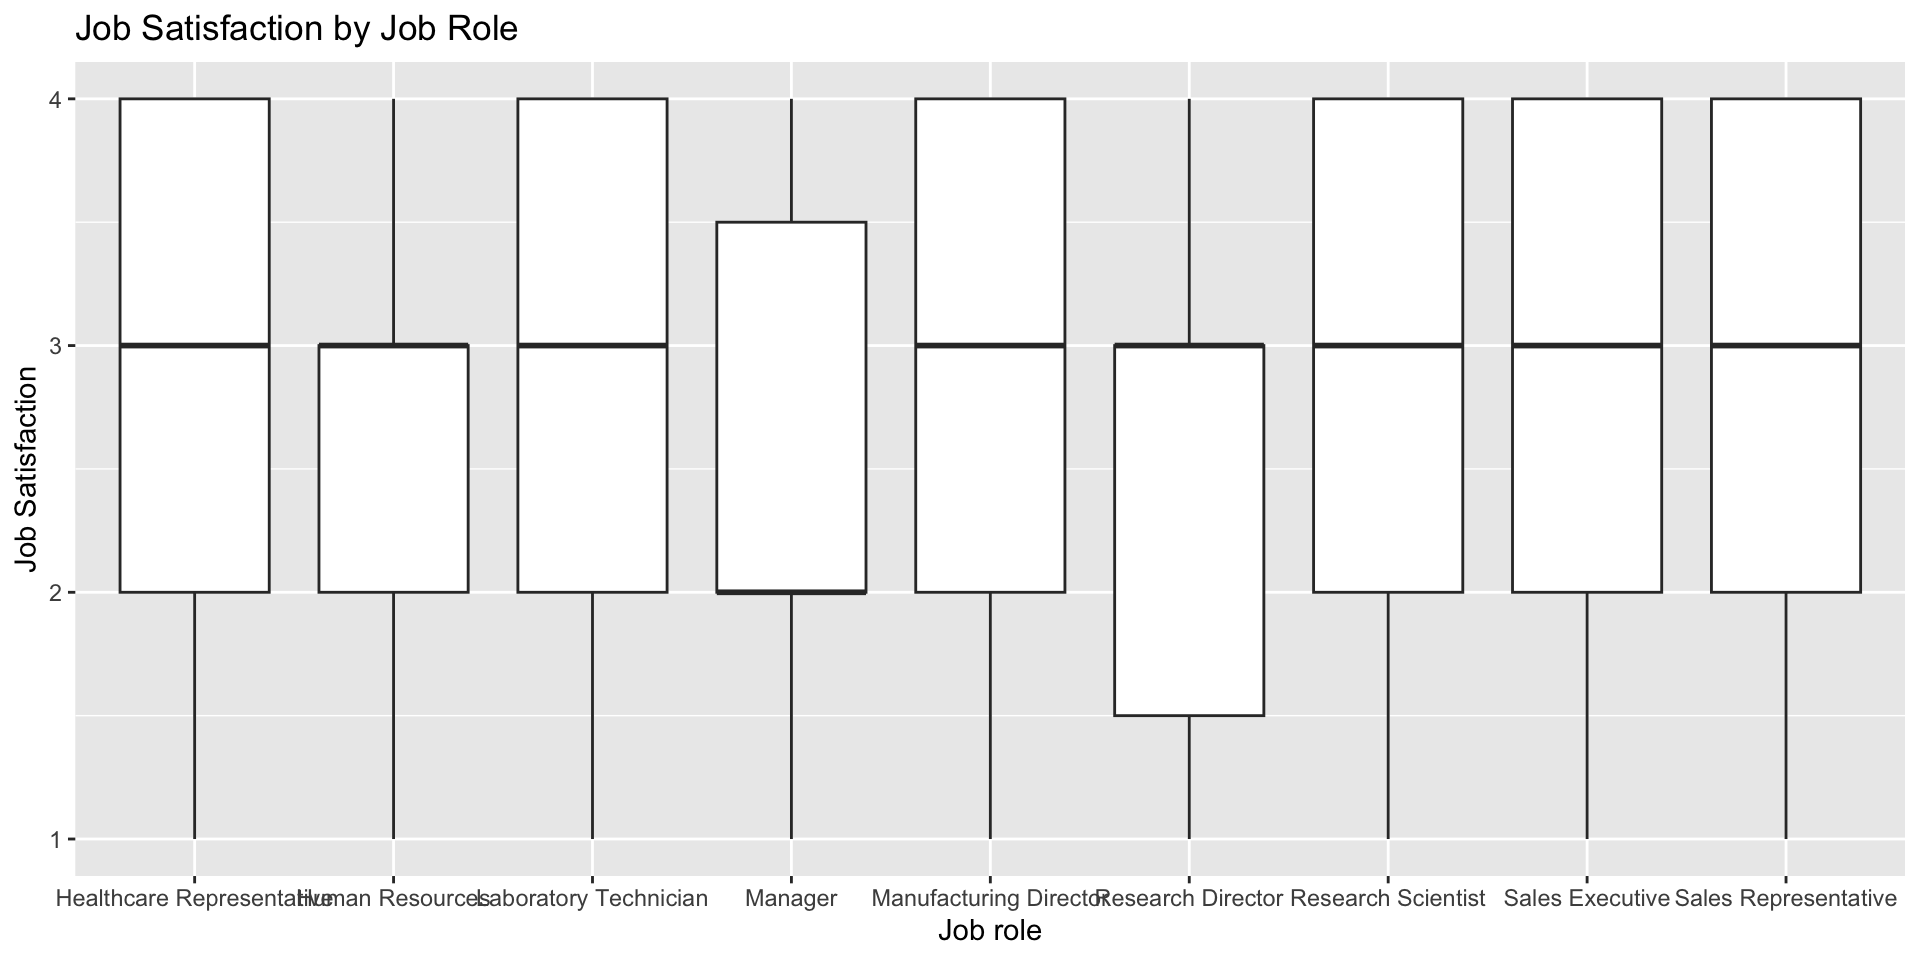 Job Satisfaction by Job Role
Job Satisfaction
4
3
2
1
Healthcare Representative Human Resources Laboratory Technician Manager Manufacturing Director Research Director Research Scientist Sales Executive Sales Representative
Job role